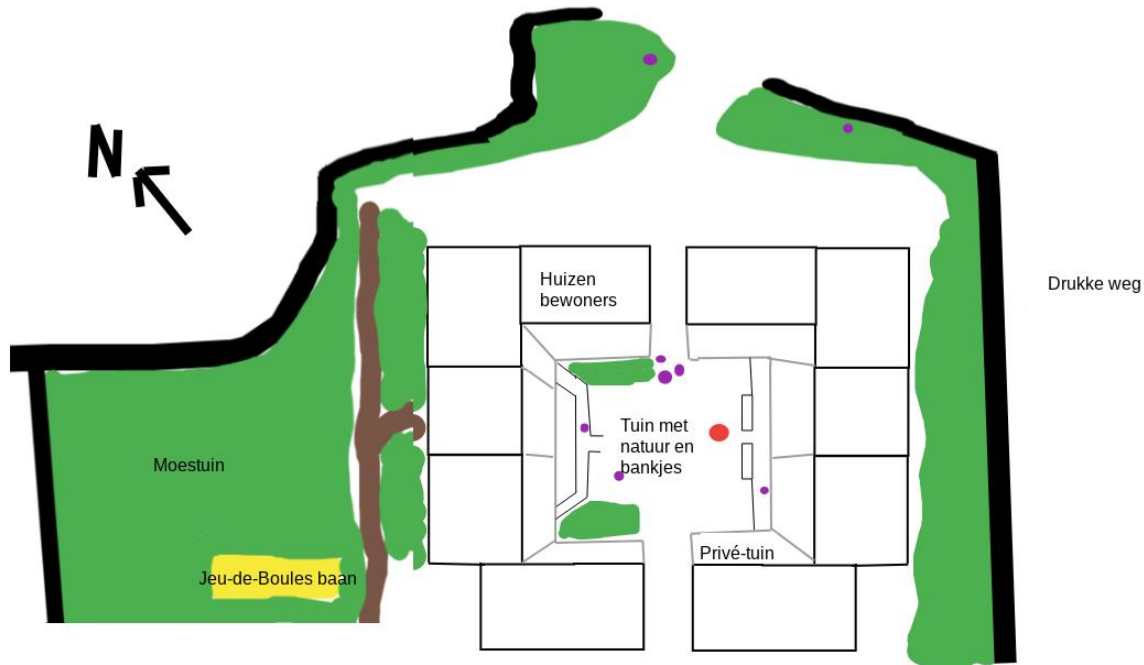 N
Drukke weg
Huizen
bewoners
Tuin met
natuur en
bankjes
Moestuin
Privé-tuin
Jeu-de-Boules baan